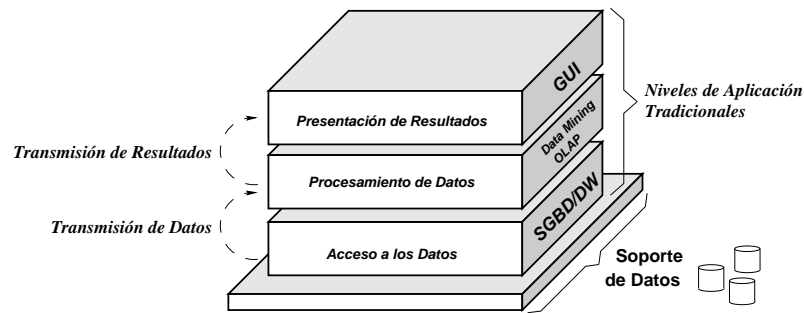 GUI
Presentación de Resultados
Niveles de Aplicación
Tradicionales
Data Mining
OLAP
Transmisión de Resultados
Procesamiento de Datos
SGBD/DW
Transmisión de Datos
Acceso a los Datos
Soporte
de Datos